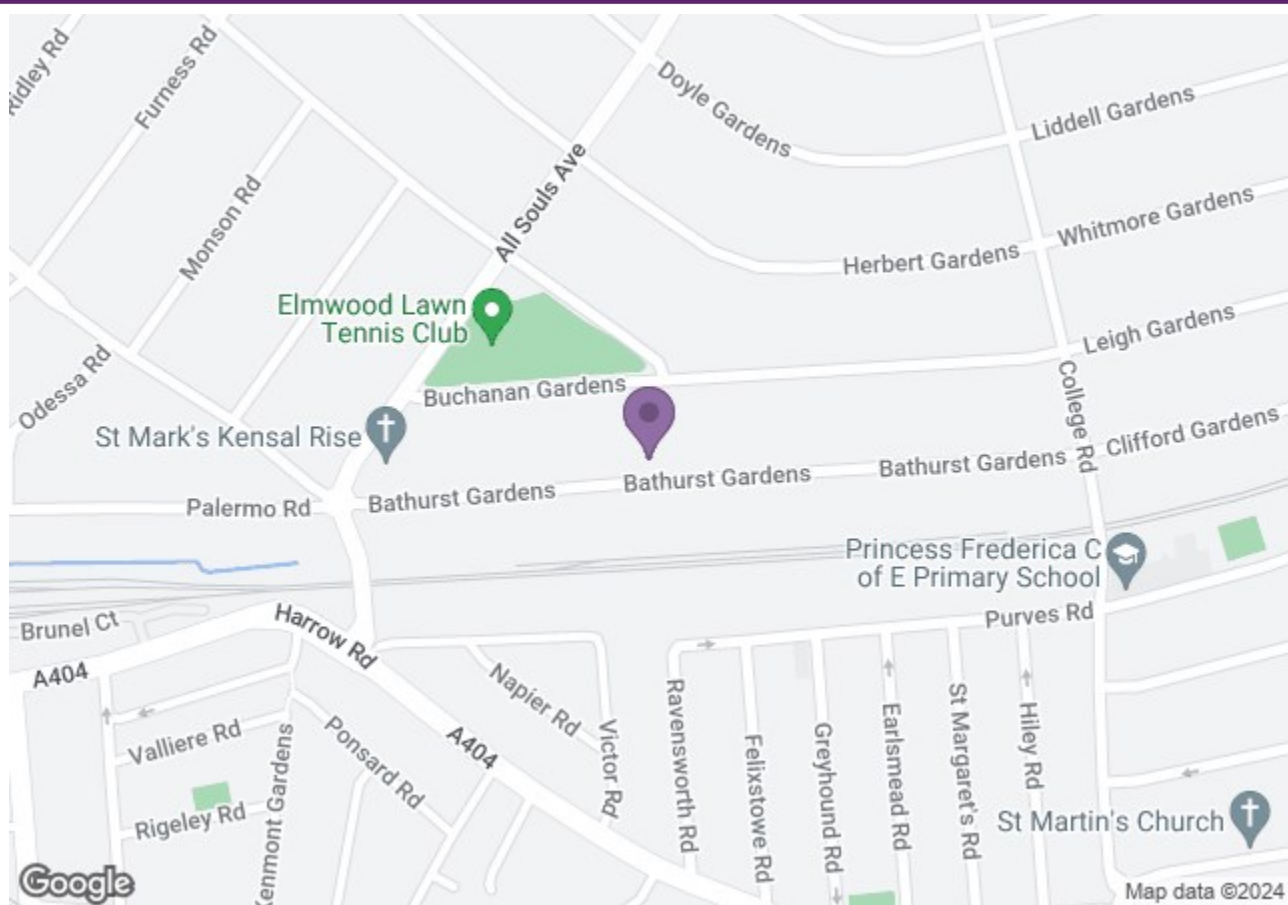 Ridley Rd
Furness Rd
Doyle Gardens
Liddell Gardens
Monson Rd
All Souls Ave
Whitmore Gardens
Herbert Gardens
Elmwood Lawn
Tennis Club
Leigh Gardens
Odessa Rd
Buchanan Gardens
College Rd
St Mark's Kensal Rise
Clifford Gardens
Bathurst Gardens
Bathurst Gardens
Bathurst Gardens
Palermo Rd
Princess Frederica C
of E Primary School
Purves Rd
Brunel Ct
Harrow Rd
A404
Napier Rd
Victor Rd
Ravensworth Rd
Felixstowe Rd
Greyhound Rd
Earlsmead Rd
St Margaret's Rd
Hiley Rd
Valliere Rd
Kenmont Gardens
Ponsard Rd
A404
Rigeley Rd
St Martin's Church
Google
Map data ©2024